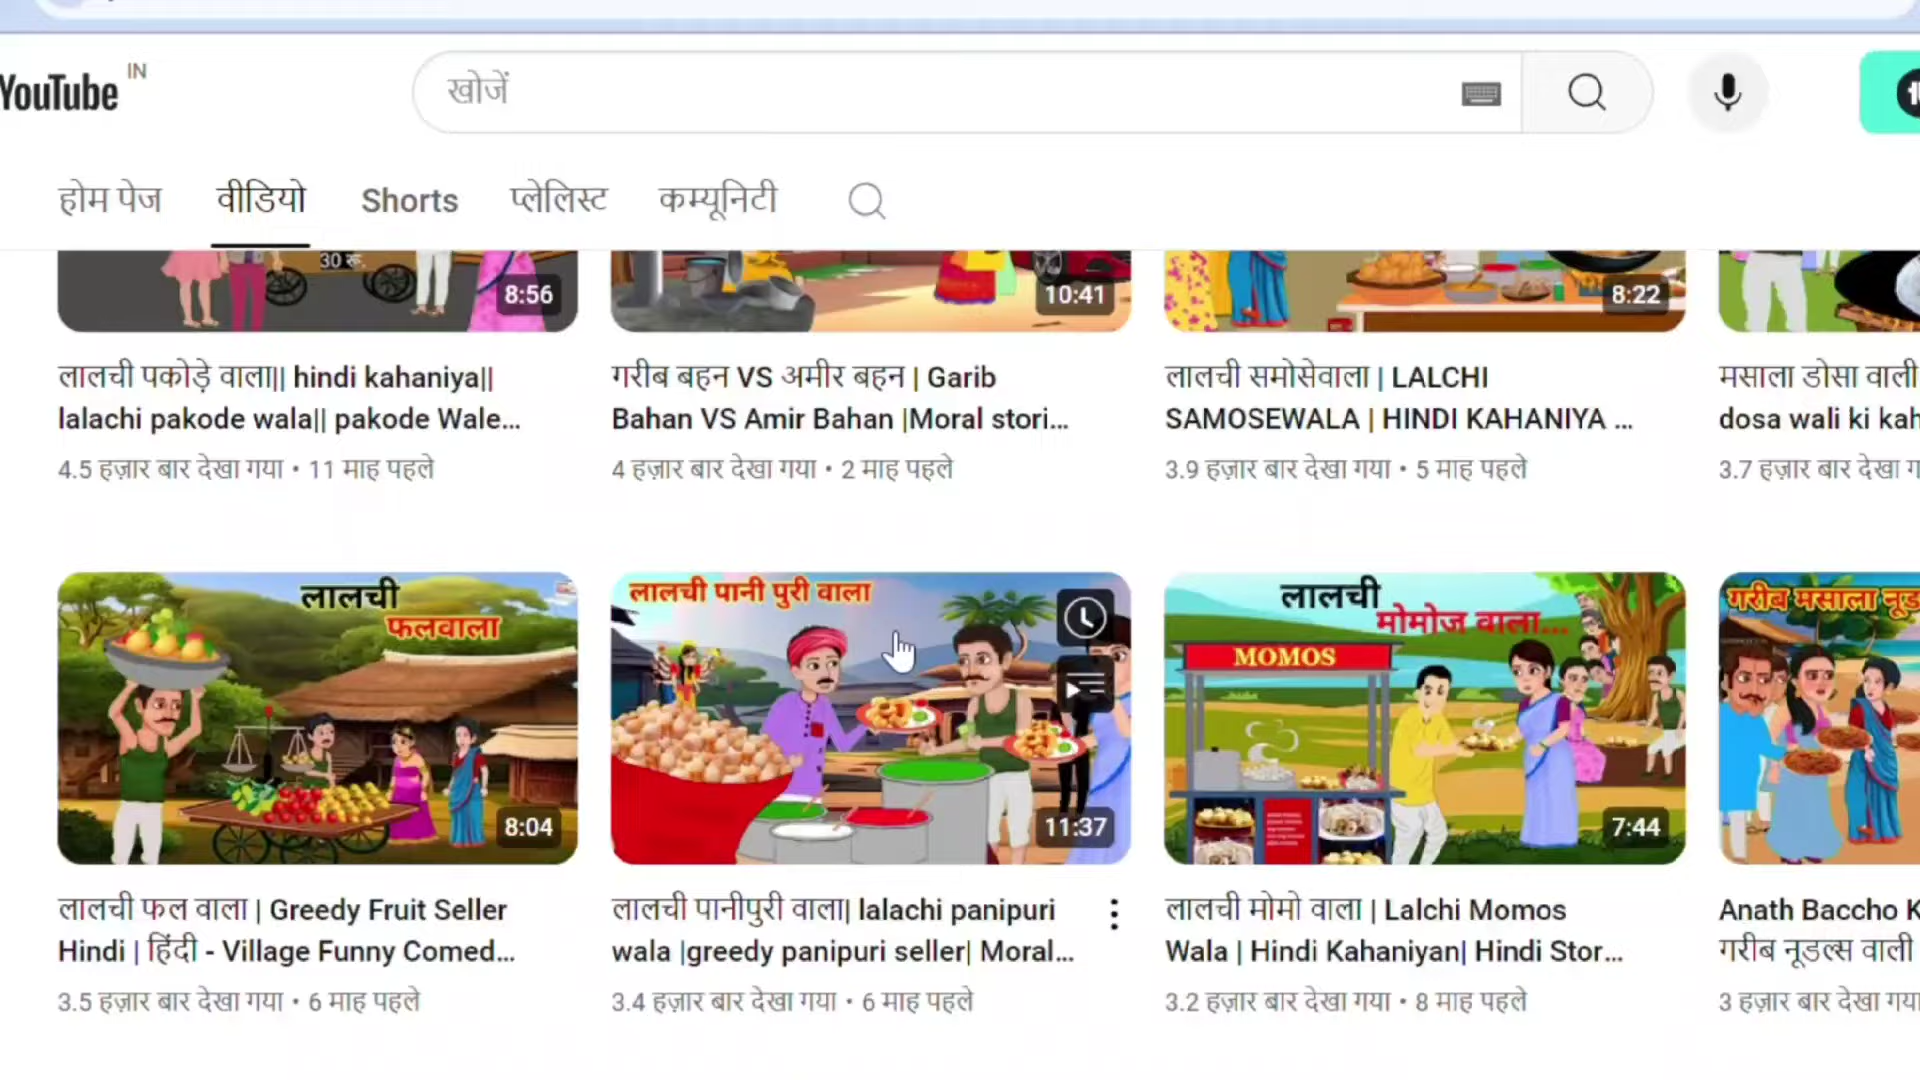 YouTube IN
खोजें
होम पेज वीडियो Shorts प्लेलिस्ट कम्यूनिटी
30 रू.
8:56
10:41
8:22
लालची पकोड़े वाला|| hindi kahaniya||
lalachi pakode wala|| pakode Wale...
4.5 हज़ार बार देखा गया • 11 माह पहले
गरीब बहन VS अमीर बहन | Garib
Bahan VS Amir Bahan |Moral stori...
4 हज़ार बार देखा गया • 2 माह पहले
लालची समोसेवाला | LALCHI
SAMOSEWALA | HINDI KAHANIYA ...
3.9 हज़ार बार देखा गया • 5 माह पहले
मसाला डोसा वाली
dosa wali ki kah
3.7 हज़ार बार देखा
लालची
फलवाला
8:04
लालची पानी पुरी वाला
11:37
लालची
मोमोज वाला...
MOMOS
7:44
गरीब मसाला
लालची फल वाला | Greedy Fruit Seller
Hindi | हिंदी - Village Funny Comed...
3.5 हज़ार बार देखा गया • 6 माह पहले
लालची पानीपुरी वाला| lalachi panipuri
wala |greedy panipuri seller| Moral...
3.4 हज़ार बार देखा गया • 6 माह पहले
लालची मोमो वाला | Lalchi Momos
Wala | Hindi Kahaniyan| Hindi Stor...
3.2 हज़ार बार देखा गया • 8 माह पहले
Anath Baccho K
गरीब नूडल्स वाली
3 हज़ार बार देखा गया